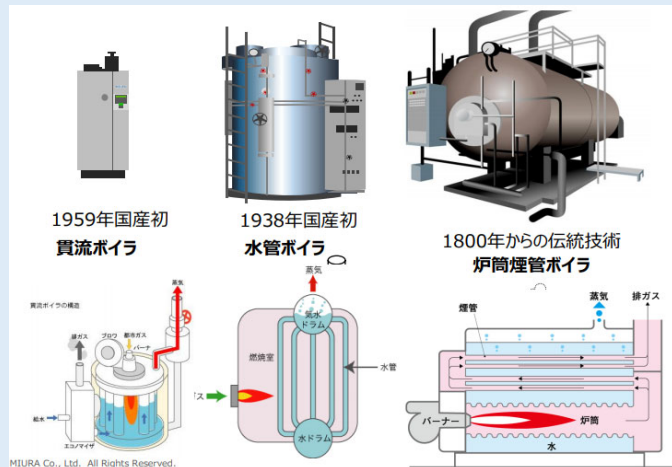 1959年国産初
貫流ボイラ
1938年国産初
水管ボイラ
1800年からの伝統技術
炉筒煙管ボイラ
貫流ボイラの構造
蒸気
排ガス
ブロワ
都市ガス
バーナ
給水
エコノマイザ
蒸気
気水
ドラム
燃焼室
水管
ガス
水ドラム
蒸気
排ガス
煙管
バーナー
炉筒
水
MIURA Co., Ltd. All Rights Reserved.